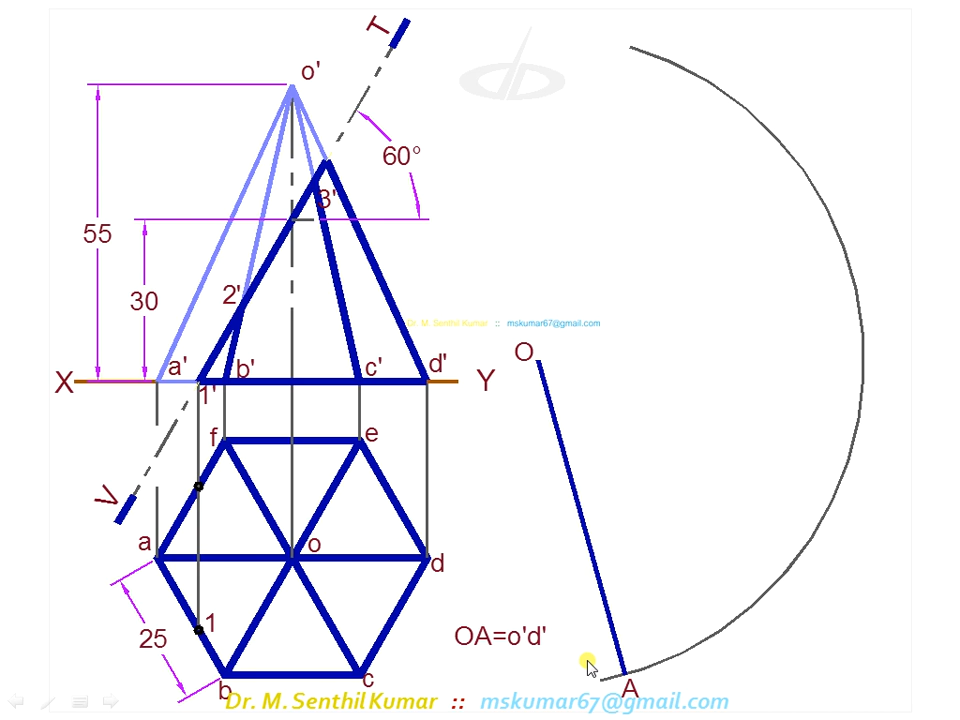 T
o'
60°
3'
55
30
2'
Dr. M. Senthil Kumar :: mskumar67@gmail.com
O
a'
b'
c'
d'
X
1'
Y
f
e
V
a
o
d
1
25
OA=o'd'
b
c
A
Dr. M. Senthil Kumar :: mskumar67@gmail.com